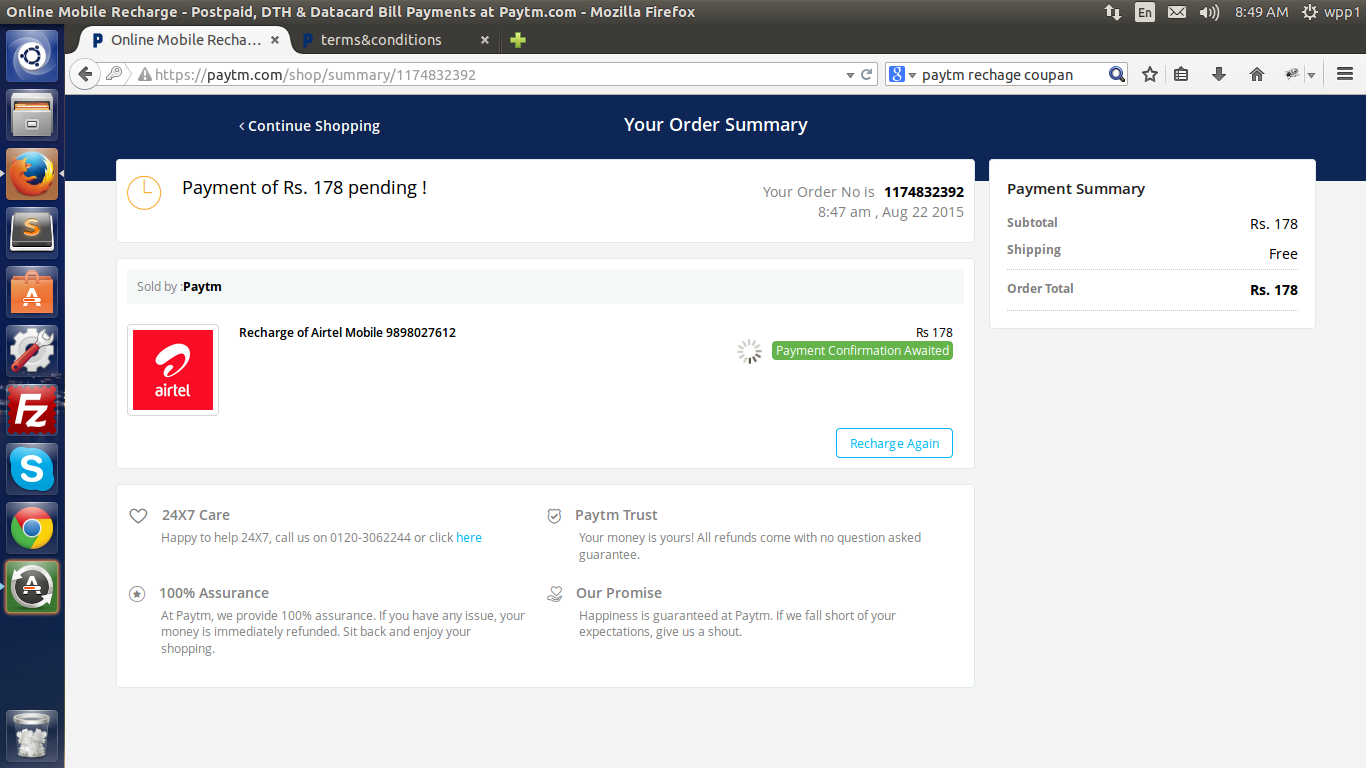 Online Mobile Recharge - Postpaid, DTH & Datacard Bill Payments at Paytm.com - Mozilla Firefox
En
8:49 AM
wpp1
Online Mobile Recha...
terms&conditions
https://paytm.com/shop/summary/1174832392
paytm rechage coupan
< Continue Shopping
Your Order Summary
Payment of Rs. 178 pending !
Your Order No is 1174832392
8:47 am , Aug 22 2015
Sold by :Paytm
airtel
Recharge of Airtel Mobile 9898027612
Rs 178
Payment Confirmation Awaited
Recharge Again
Payment Summary
Subtotal Rs. 178
Shipping Free
Order Total Rs. 178
24X7 Care
Happy to help 24X7, call us on 0120-3062244 or click here
Paytm Trust
Your money is yours! All refunds come with no question asked
guarantee.
100% Assurance
At Paytm, we provide 100% assurance. If you have any issue, your
money is immediately refunded. Sit back and enjoy your
shopping.
Our Promise
Happiness is guaranteed at Paytm. If we fall short of your
expectations, give us a shout.